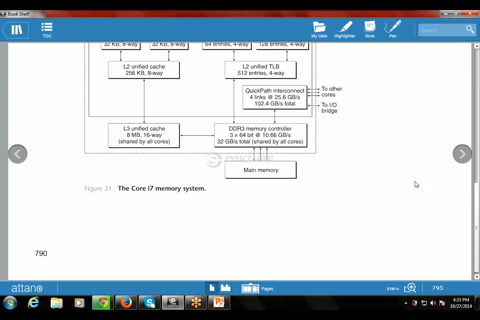 Book Shelf
TOC
My Data
Highlighter
Note
Pen
Search
32 KB, 8-way
32 KB, 8-way
64 entries, 4-way
128 entries, 4-way
L2 unified cache
256 KB, 8-way
L2 unified TLB
512 entries, 4-way
QuickPath interconnect
4 links @ 25.6 GB/s
102.4 GB/s total
To other
cores
To I/O
bridge
L3 unified cache
8 MB, 16-way
(shared by all cores)
DDR3 memory controller
3 x 64 bit @ 10.66 GB/s
32 GB/s total (shared by all cores)
Main memory
Figure 21 The Core i7 memory system.
790
attano
Pages
795
4:33 PM
10/27/2014